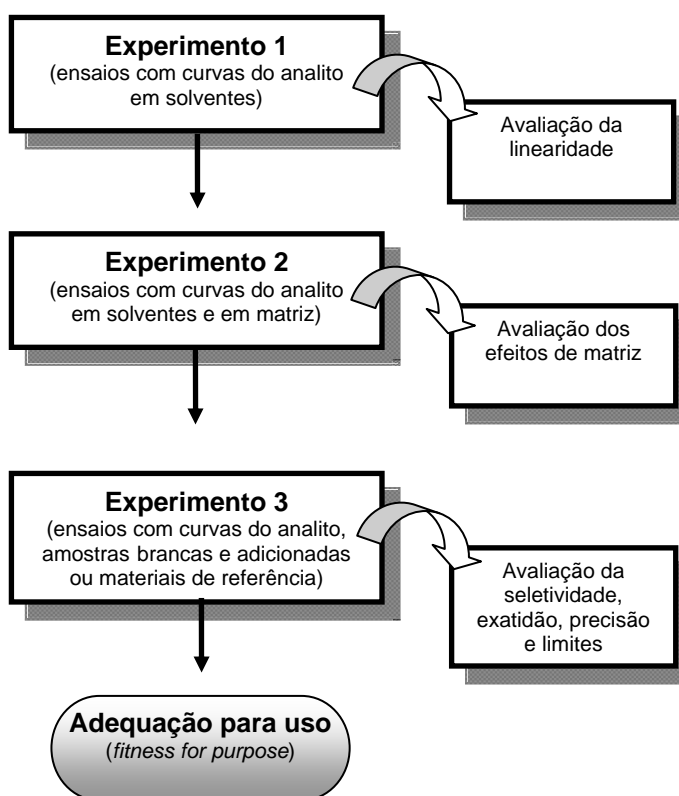 Experimento 1
(ensaios com curvas do analito
em solventes)
Avaliação da
linearidade
Experimento 2
(ensaios com curvas do analito
em solventes e em matriz)
Avaliação dos
efeitos de matriz
Experimento 3
(ensaios com curvas do analito,
amostras brancas e adicionadas
ou materiais de referência)
Avaliação da
seletividade,
exatidão, precisão
e limites
Adequação para uso
(fitness for purpose)